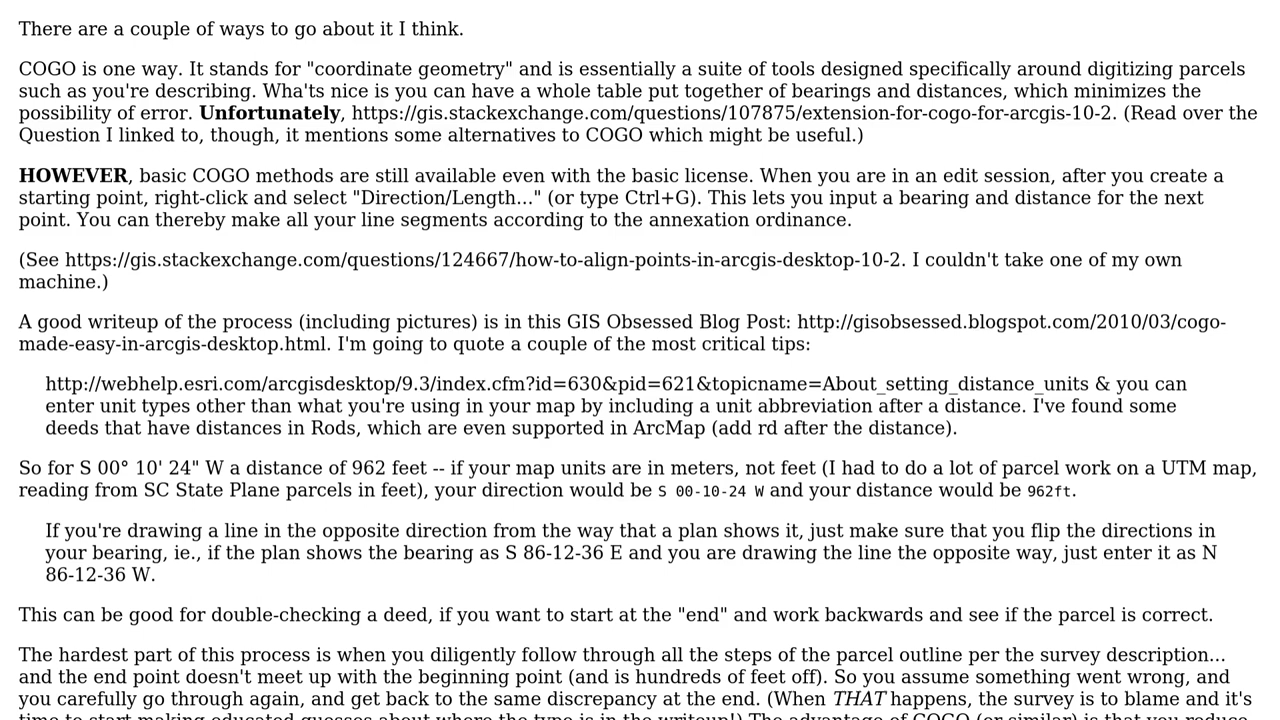 There are a couple of ways to go about it I think.
COGO is one way. It stands for "coordinate geometry" and is essentially a suite of tools designed specifically around digitizing parcels
such as you're describing. Wha'ts nice is you can have a whole table put together of bearings and distances, which minimizes the
possibility of error. Unfortunately, https://gis.stackexchange.com/questions/107875/extension-for-cogo-for-arcgis-10-2. (Read over the
Question I linked to, though, it mentions some alternatives to COGO which might be useful.)
HOWEVER, basic COGO methods are still available even with the basic license. When you are in an edit session, after you create a
starting point, right-click and select "Direction/Length..." (or type Ctrl+G). This lets you input a bearing and distance for the next
point. You can thereby make all your line segments according to the annexation ordinance.
(See https://gis.stackexchange.com/questions/124667/how-to-align-points-in-arcgis-desktop-10-2. I couldn't take one of my own
machine.)
A good writeup of the process (including pictures) is in this GIS Obsessed Blog Post: http://gisobsessed.blogspot.com/2010/03/cogo-
made-easy-in-arcgis-desktop.html. I'm going to quote a couple of the most critical tips:
http://webhelp.esri.com/arcgisdesktop/9.3/index.cfm?id=630&pid=621&topicname=About_setting_distance_units & you can
enter unit types other than what you're using in your map by including a unit abbreviation after a distance. I've found some
deeds that have distances in Rods, which are even supported in ArcMap (add rd after the distance).
So for S 00° 10' 24" W a distance of 962 feet -- if your map units are in meters, not feet (I had to do a lot of parcel work on a UTM map,
reading from SC State Plane parcels in feet), your direction would be S 00-10-24 W and your distance would be 962ft.
If you're drawing a line in the opposite direction from the way that a plan shows it, just make sure that you flip the directions in
your bearing, ie., if the plan shows the bearing as S 86-12-36 E and you are drawing the line the opposite way, just enter it as N
86-12-36 W.
This can be good for double-checking a deed, if you want to start at the "end" and work backwards and see if the parcel is correct.
The hardest part of this process is when you diligently follow through all the steps of the parcel outline per the survey description...
and the end point doesn't meet up with the beginning point (and is hundreds of feet off). So you assume something went wrong, and
you carefully go through again, and get back to the same discrepancy at the end. (When THAT happens, the survey is to blame and it's
time to start making educated guesses about where the typo is in the writeup!) The advantage of COGO (or similar) is that you reduce